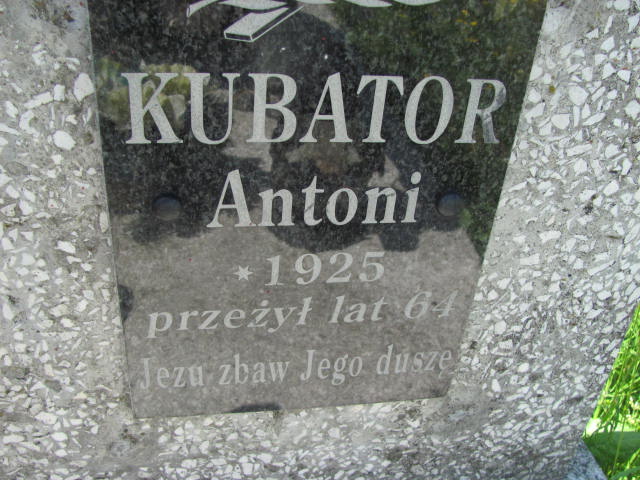 KUBATOR
Antoni
* 1925
przeżył lat 64
Jezu zbaw Jego duszę